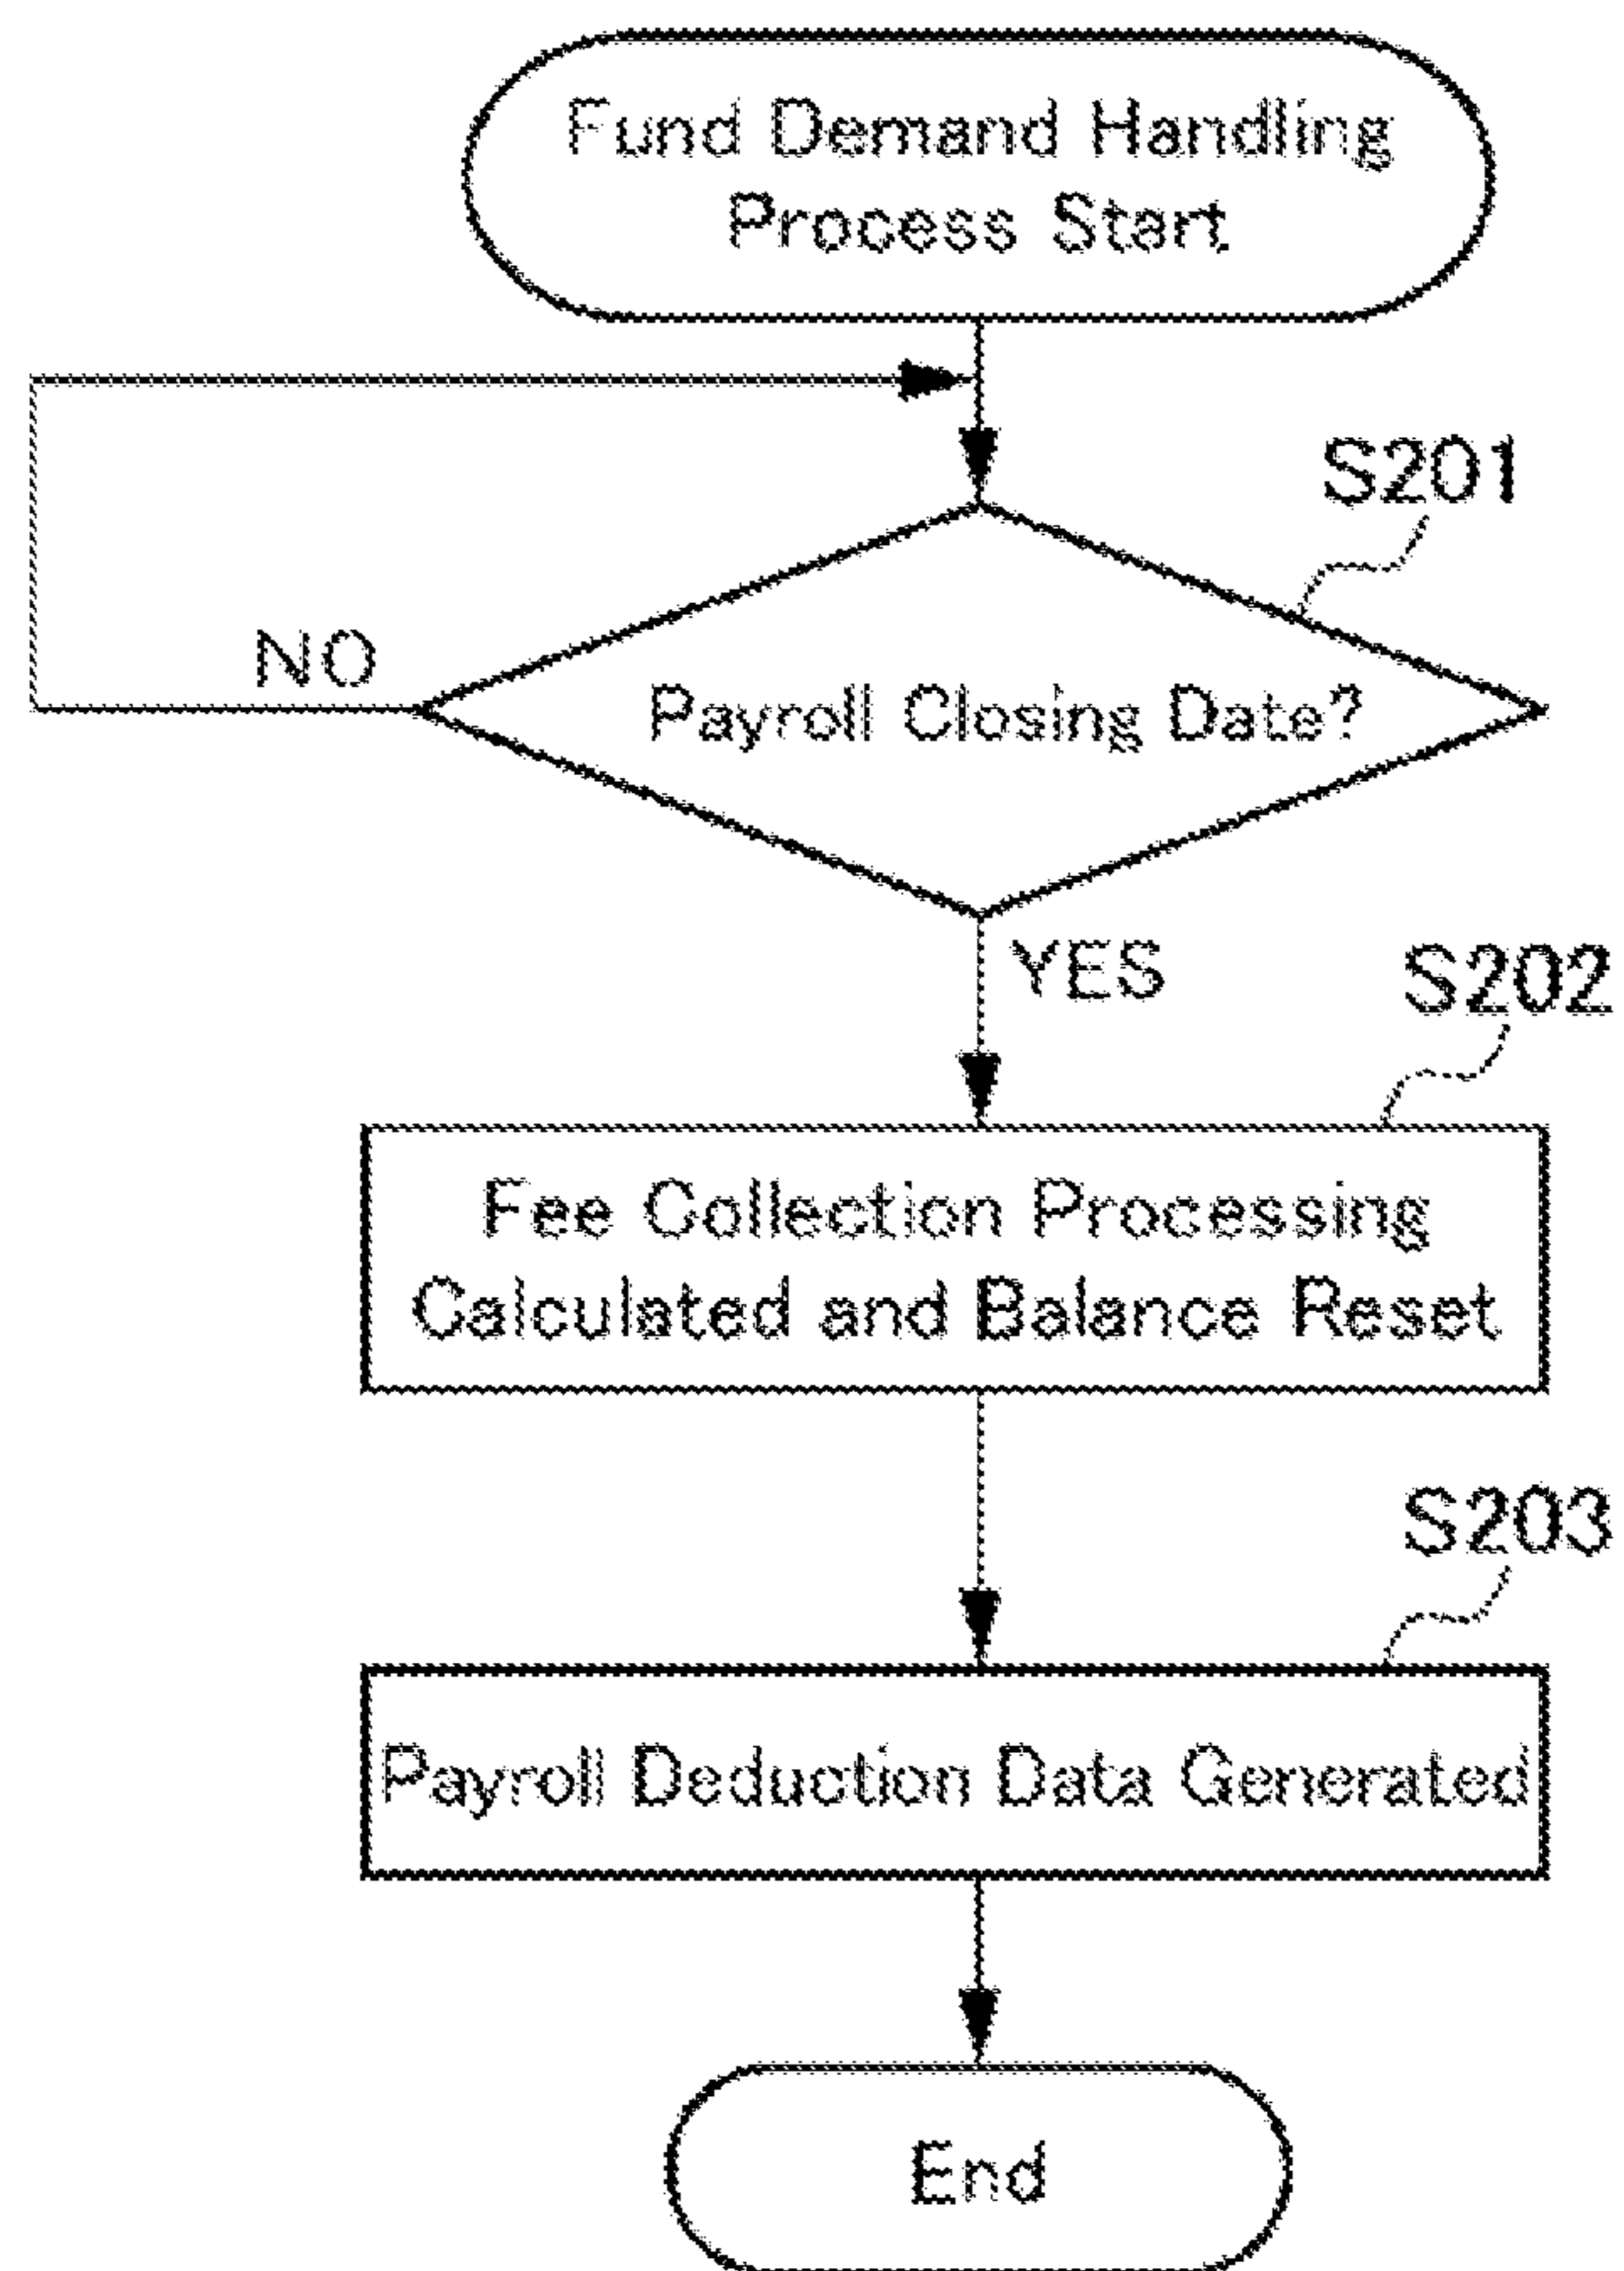 Fund Demand Handling
Process Start
S201
NO
Payroll Closing Date?
YES
S202
Fee Collection Processing
Calculated and Balance Reset
S203
Payroll Deduction Data Generated
End